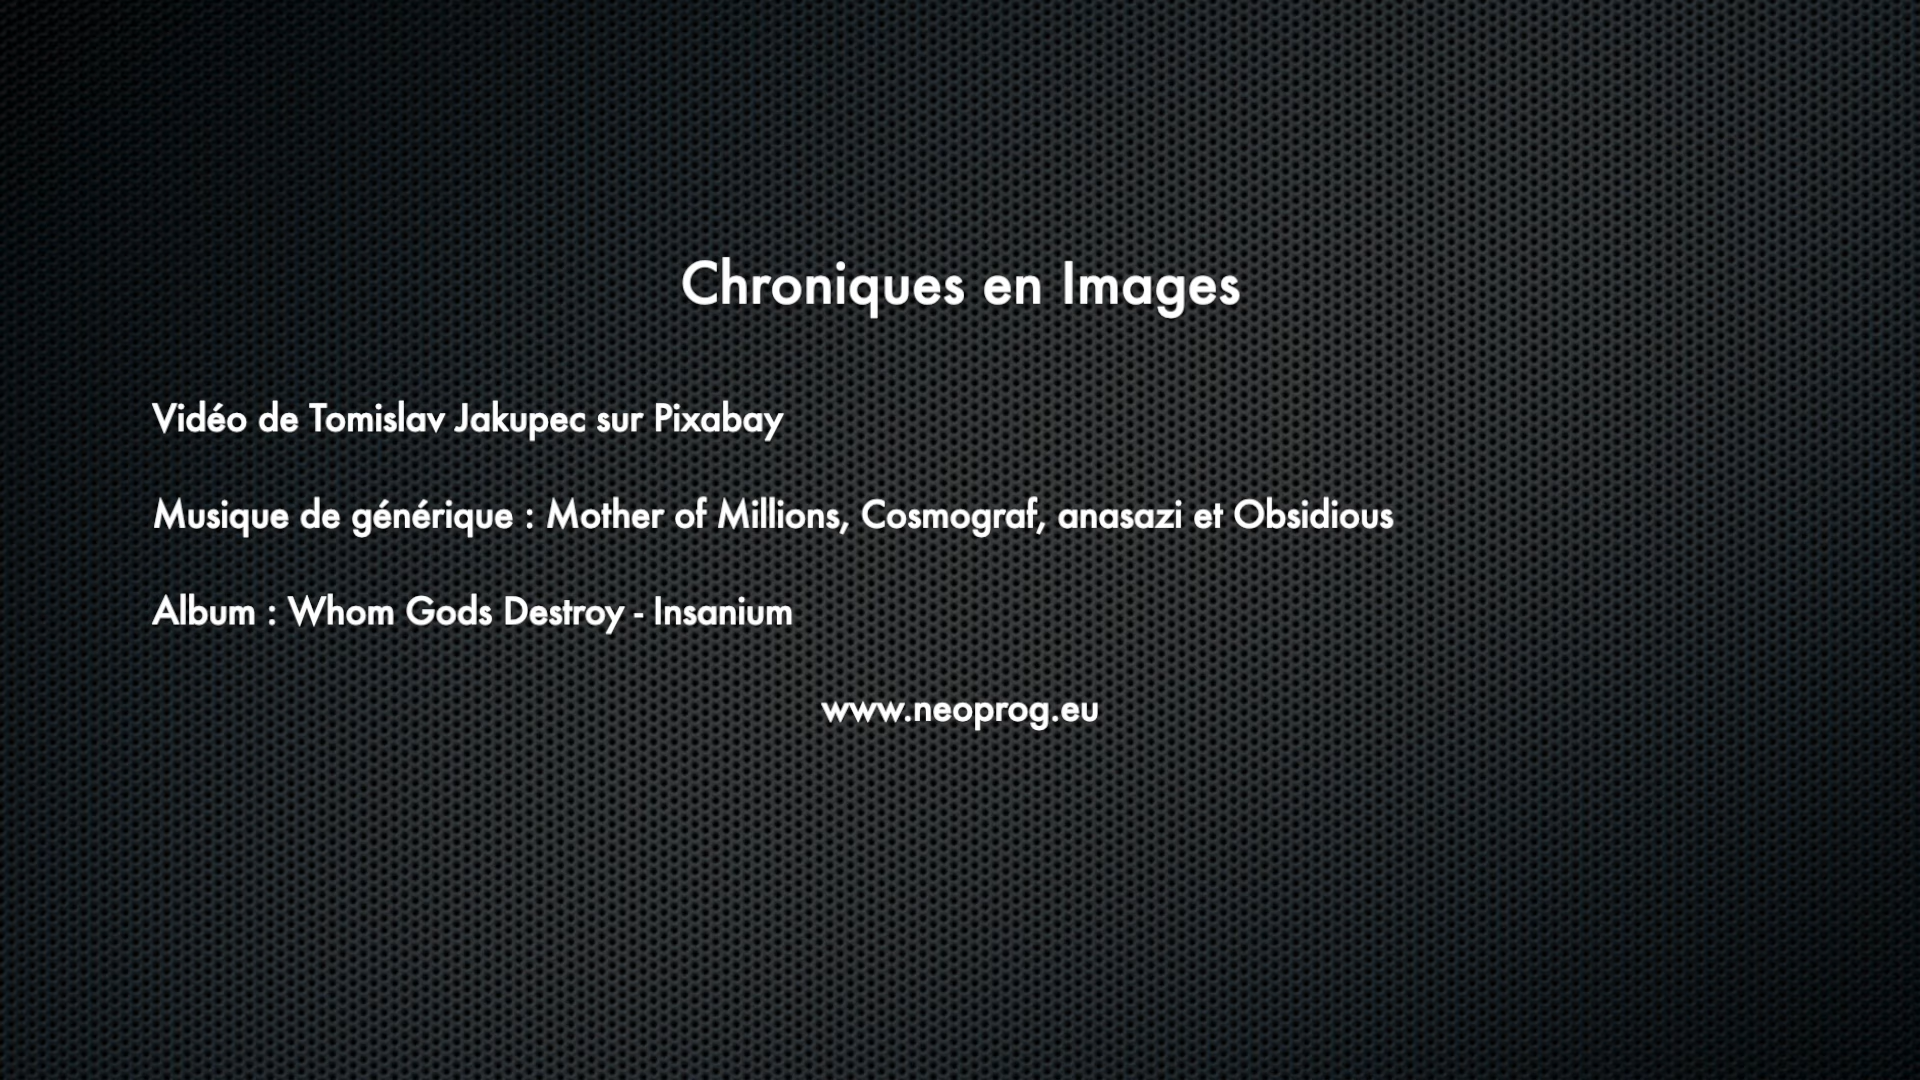 Chroniques en Images
Vidéo de Tomislav Jakupec sur Pixabay
Musique de générique : Mother of Millions, Cosmograf, anasazi et Obsidious
Album : Whom Gods Destroy - Insanium
www.neoprog.eu